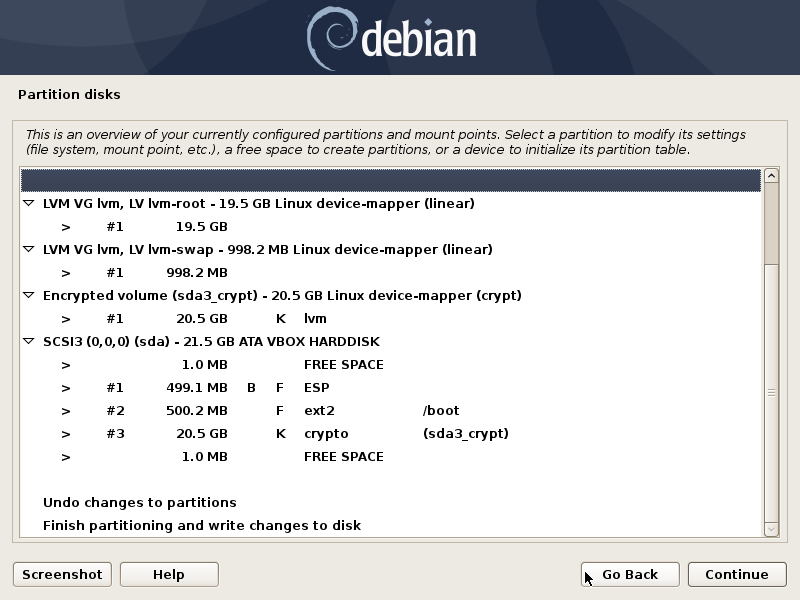 debian
Partition disks
This is an overview of your currently configured partitions and mount points. Select a partition to modify its settings
(file system, mount point, etc.), a free space to create partitions, or a device to initialize its partition table.
LVM VG lvm, LV lvm-root - 19.5 GB Linux device-mapper (linear)
> #1 19.5 GB
LVM VG lvm, LV lvm-swap - 998.2 MB Linux device-mapper (linear)
> #1 998.2 MB
Encrypted volume (sda3_crypt) - 20.5 GB Linux device-mapper (crypt)
> #1 20.5 GB K lvm
SCSI3 (0,0,0) (sda) - 21.5 GB ATA VBOX HARDDISK
> 1.0 MB FREE SPACE
> #1 499.1 MB B F ESP
> #2 500.2 MB F ext2 /boot
> #3 20.5 GB K crypto (sda3_crypt)
> 1.0 MB FREE SPACE
Undo changes to partitions
Finish partitioning and write changes to disk
Screenshot Help Go Back Continue